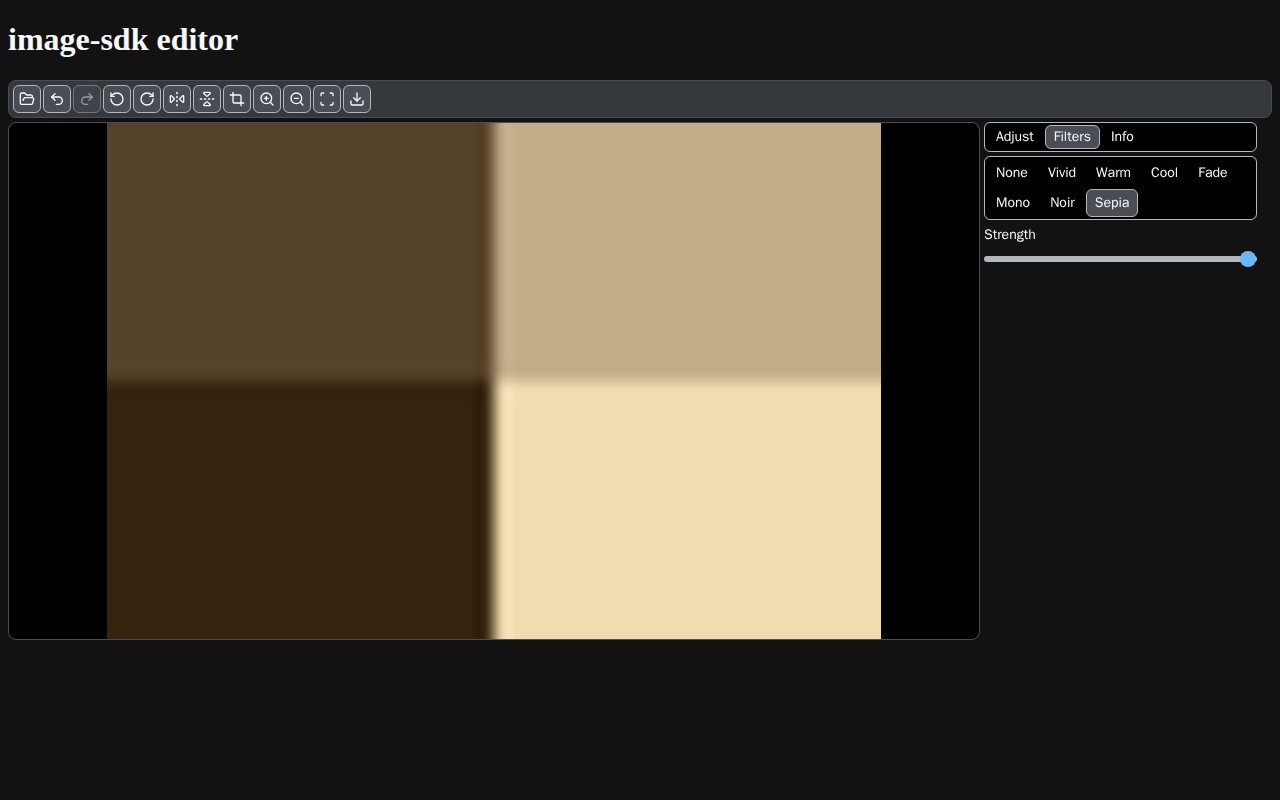 image-sdk editor
Adjust Filters Info
None Vivid Warm Cool Fade
Mono Noir Sepia
Strength